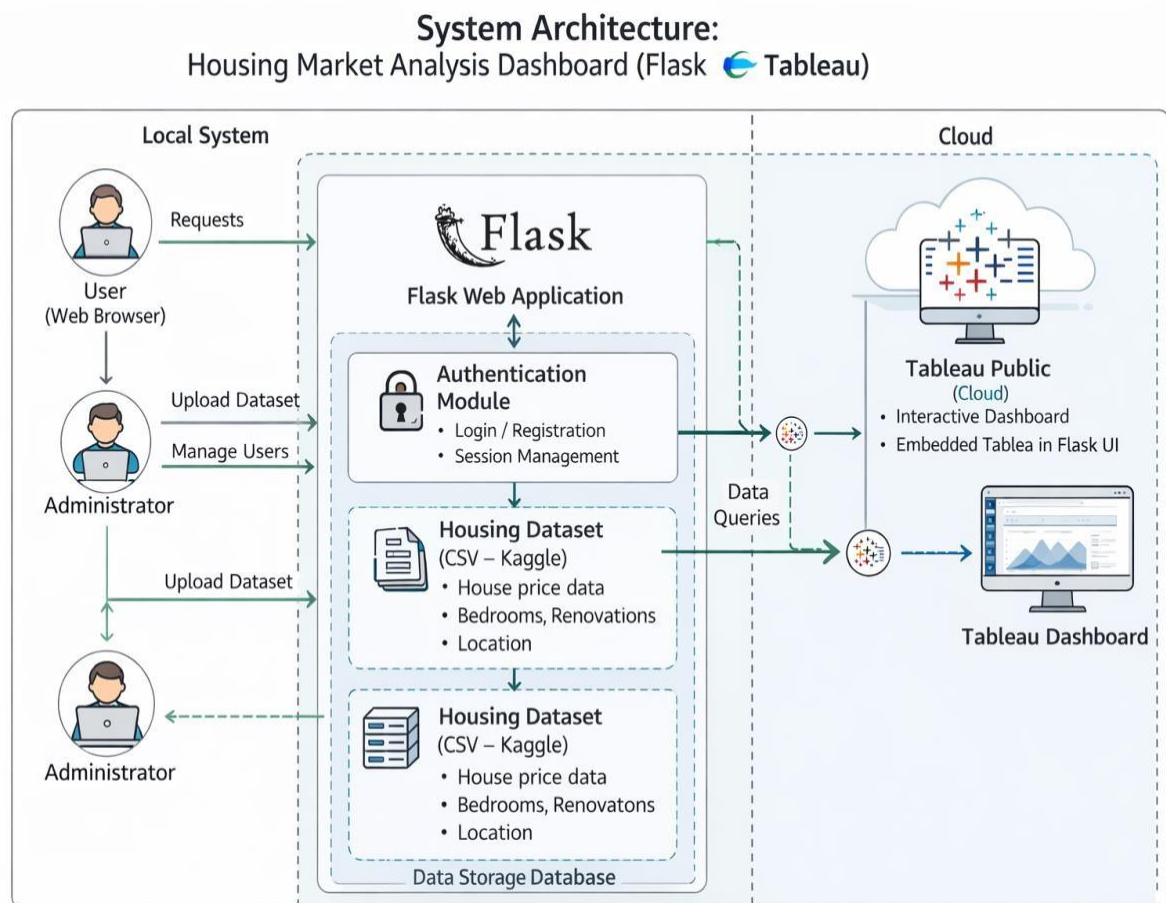 System Architecture:
Housing Market Analysis Dashboard (Flask Tableau)
Local System
Cloud
Requests
User
(Web Browser)
Upload Dataset
Manage Users
Administrator
Upload Dataset
Administrator
Flask
Flask Web Application
Authentication
Module
• Login / Registration
• Session Management
Housing Dataset
(CSV – Kaggle)
• House price data
• Bedrooms, Renovations
• Location
Housing Dataset
(CSV – Kaggle)
• House price data
• Bedrooms, Renovatons
• Location
Data Storage Database
Data
Queries
Tableau Public
(Cloud)
• Interactive Dashboard
• Embedded Tablea in Flask UI
Tableau Dashboard